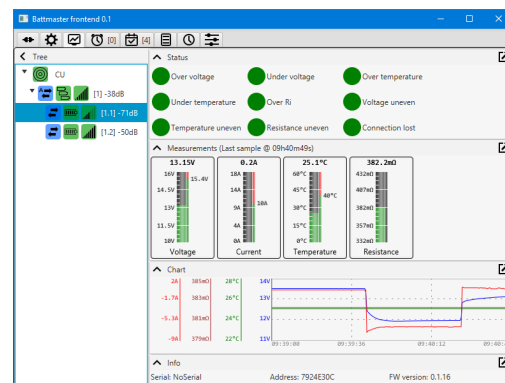 Battmaster frontend 0.1
[0] [4]
Tree
CU
[1] -38dB
[1.1] -71dB
[1.2] -50dB
Status
Over voltage Under voltage Over temperature
Under temperature Over Ri Voltage uneven
Temperature uneven Resistance uneven Connection lost
Measurements (Last sample @ 09h40m49s)
13.15V 0.2A 25.1°C 382.2mΩ
16V 15.4V 18A 60°C 432mΩ
14.5V 14A 45°C 40°C 407mΩ
13V 9A 10A 30°C 382mΩ
11.5V 4A 15°C 357mΩ
10V 0A 0°C 332mΩ
Voltage Current Temperature Resistance
Chart
2A 385mΩ 28°C 14V
-1.7A 383mΩ 26°C 13V
-5.3A 381mΩ 24°C 12V
-9A 379mΩ 22°C 11V
09:39:00 09:39:36 09:40:12
Info
Serial: NoSerial Address: 7924E30C FW version: 0.1.16